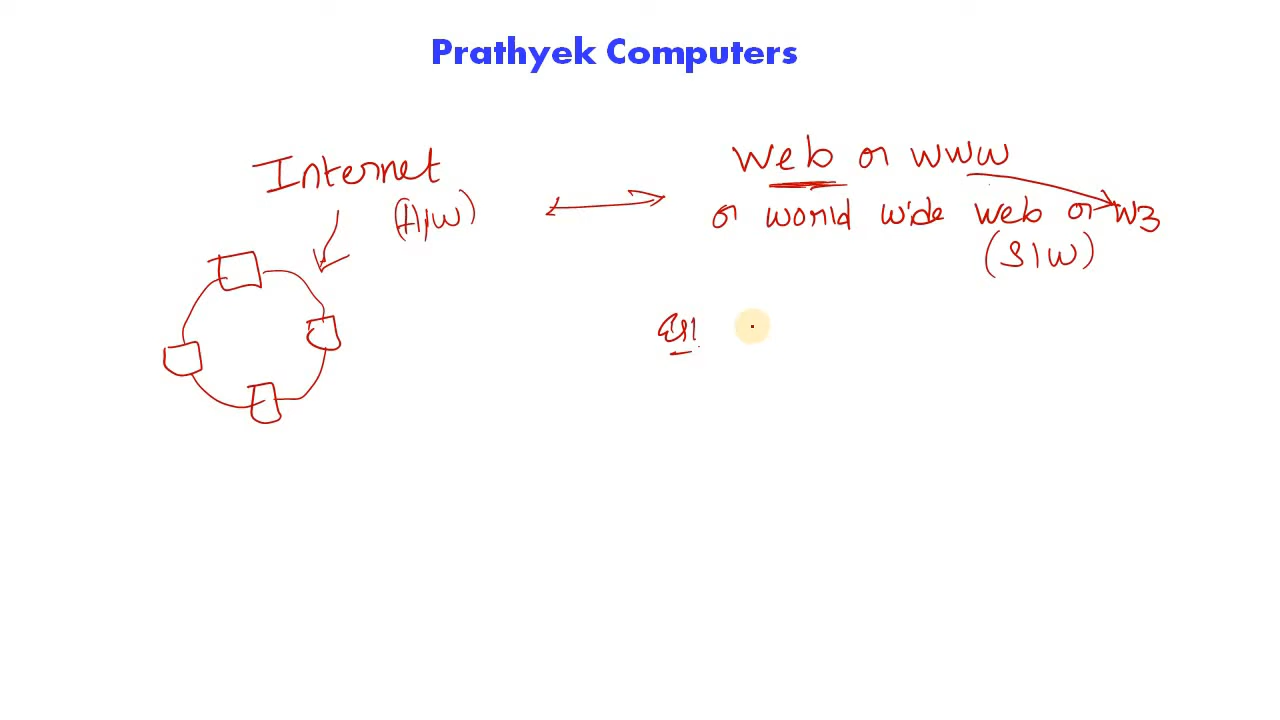 Prathyek Computers
Internet
(H/W)
Web or WWW
or world wide web or W3
(S/W)